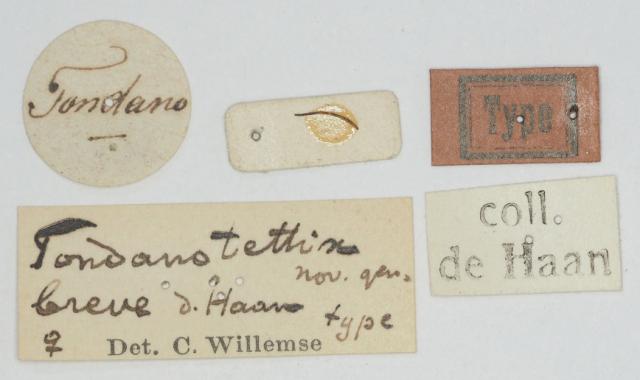 Tondano
Type
coll.
de Haan
Tondanotettix
nov. gen.
breve d. Haan
type
♀ Det. C. Willemse